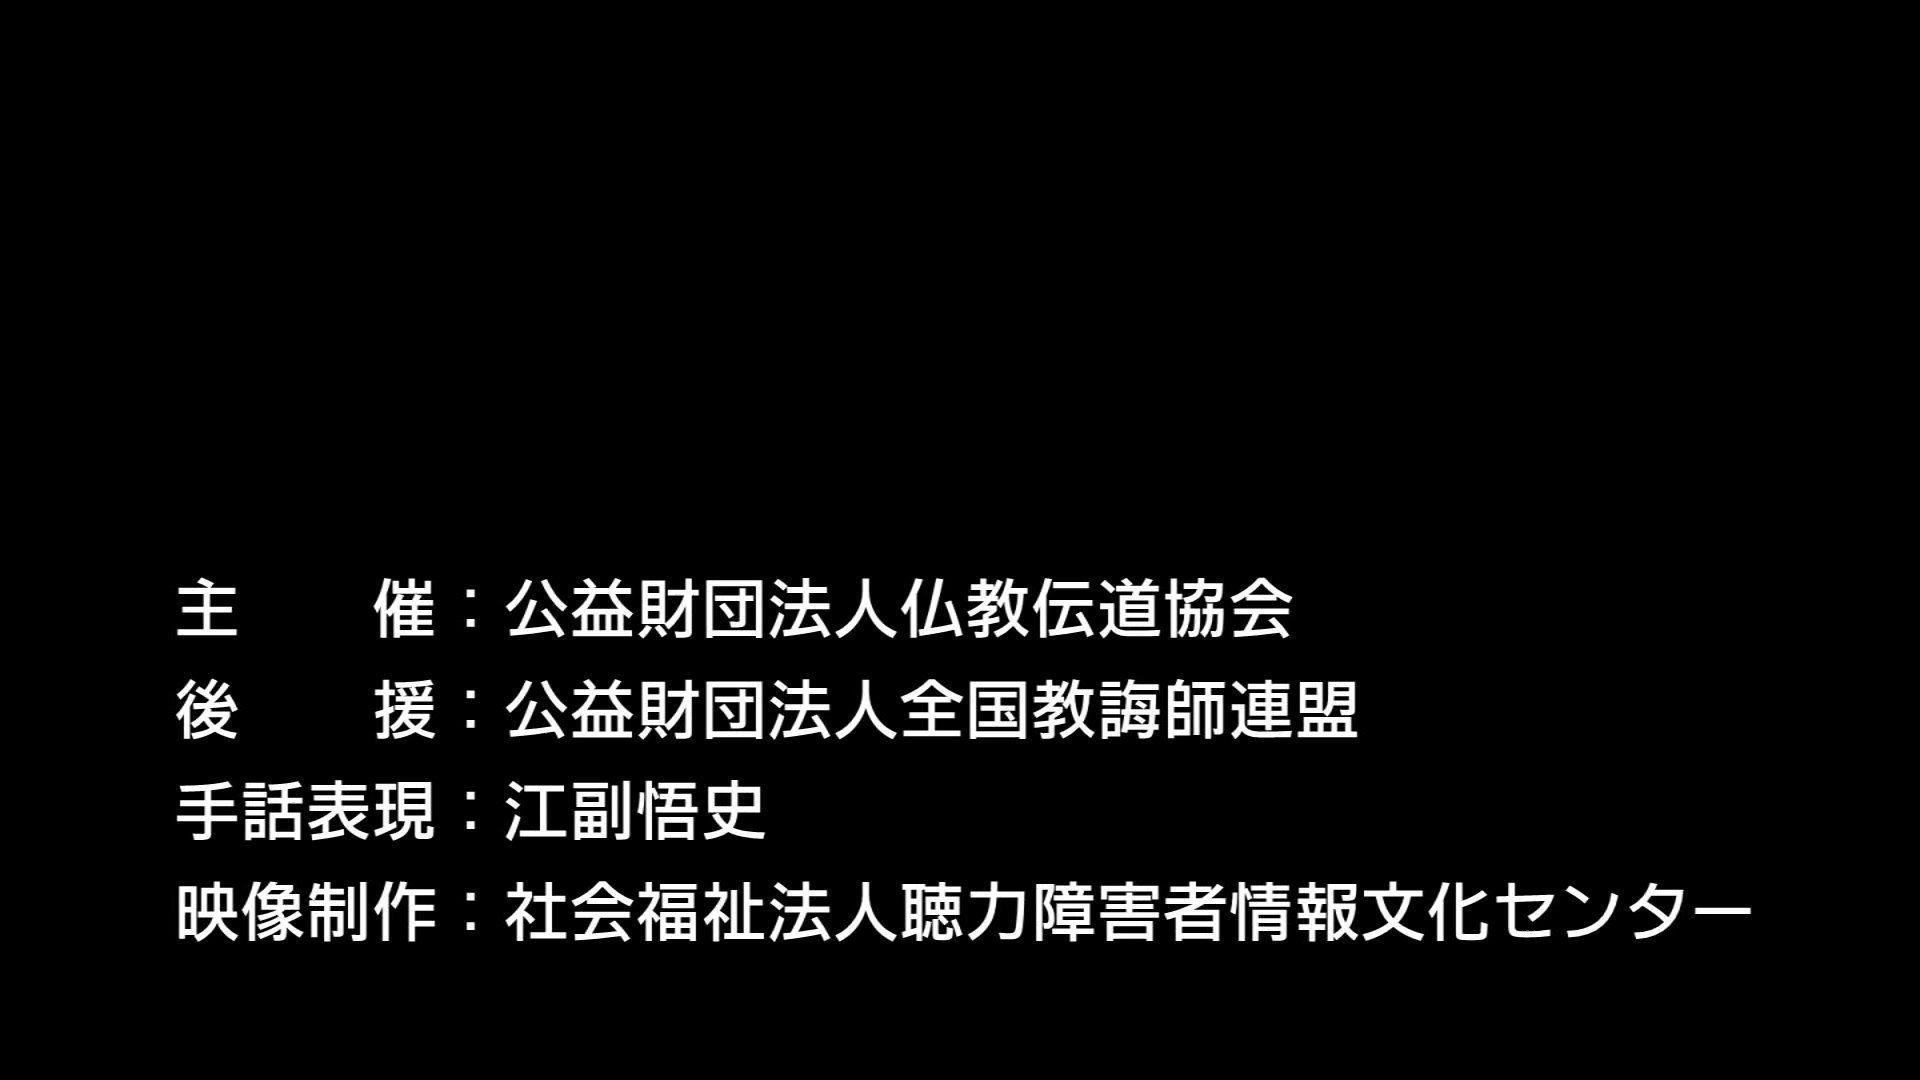 主　　催：公益財団法人仏教伝道協会
後　　援：公益財団法人全国教誨師連盟
手話表現：江副悟史
映像制作：社会福祉法人聴力障害者情報文化センター